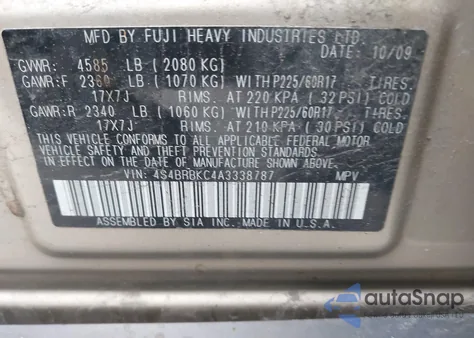 MFD BY FUJI HEAVY INDUSTRIES LTD.
DATE: 10/09
GVWR: 4585 LB (2080 KG)
GAWR:F 2360 LB (1070 KG) WITH P225/60R17 TIRES.
17X7J RIMS. AT 220 KPA (32 PSI) COLD
GAWR:R 2340 LB (1060 KG) WITH P225/60R17 TIRES.
17X7J RIMS. AT 210 KPA (30 PSI) COLD
THIS VEHICLE CONFORMS TO ALL APPLICABLE FEDERAL MOTOR
VEHICLE SAFETY STANDARDS IN EFFECT ON THE DATE OF
MANUFACTURE SHOWN ABOVE.
VIN: 4S4BRBKC4A3338787 MPV
ASSEMBLED BY SIA INC. MADE IN U.S.A.
autoSnap